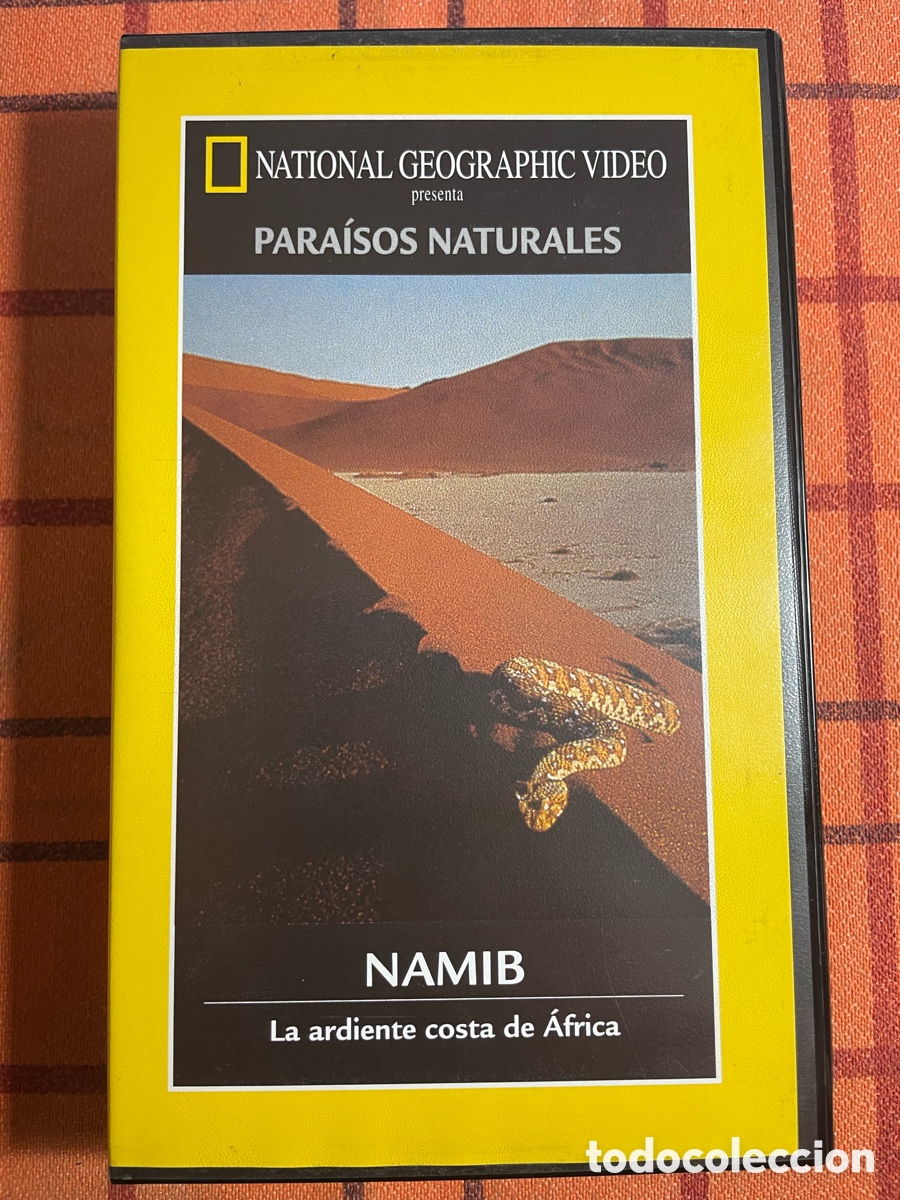 NATIONAL GEOGRAPHIC VIDEO
presenta
PARAÍSOS NATURALES
NAMIB
La ardiente costa de África
todocoleccion